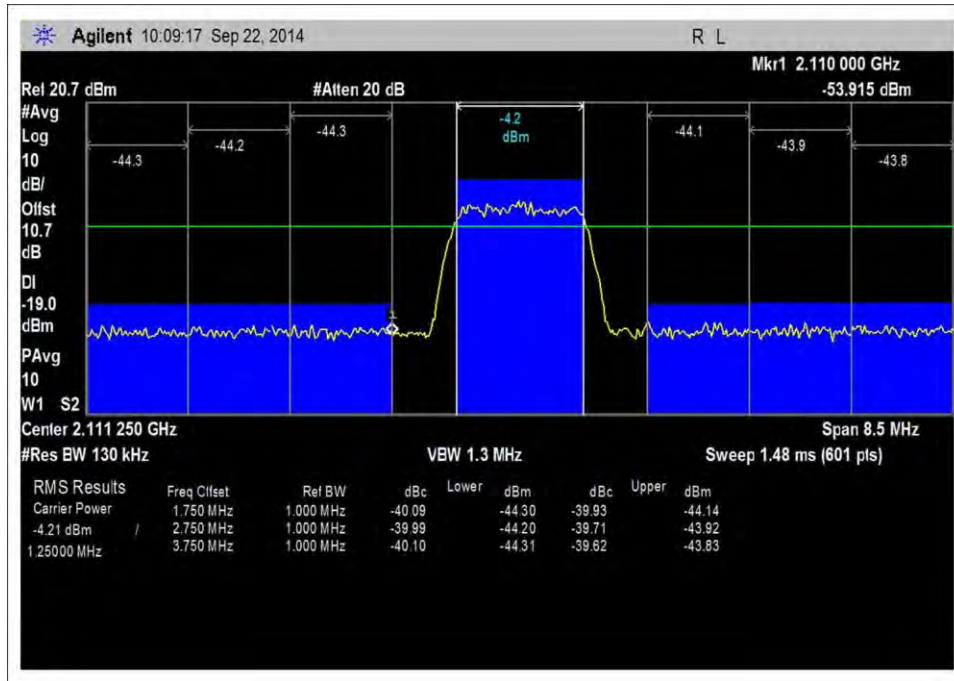 Agilent 10:09:17 Sep 22, 2014 R L
Mkr1 2.110 000 GHz
Ref 20.7 dBm #Atten 20 dB -53.915 dBm
#Avg
Log
10
dB/
Offst
10.7
dB
DI
-19.0
dBm
PAvg
10
W1 S2
-44.3 -44.2 -44.3 -4.2 dBm -44.1 -43.9 -43.8
1
Center 2.111 250 GHz Span 8.5 MHz
#Res BW 130 kHz VBW 1.3 MHz Sweep 1.48 ms (601 pts)
RMS Results Freq Offset Ref BW dBc Lower dBm dBc Upper dBm
Carrier Power 1.750 MHz 1.000 MHz -40.09 -44.30 -39.93 -44.14
-4.21 dBm / 2.750 MHz 1.000 MHz -39.99 -44.20 -39.71 -43.92
1.25000 MHz 3.750 MHz 1.000 MHz -40.10 -44.31 -39.62 -43.83